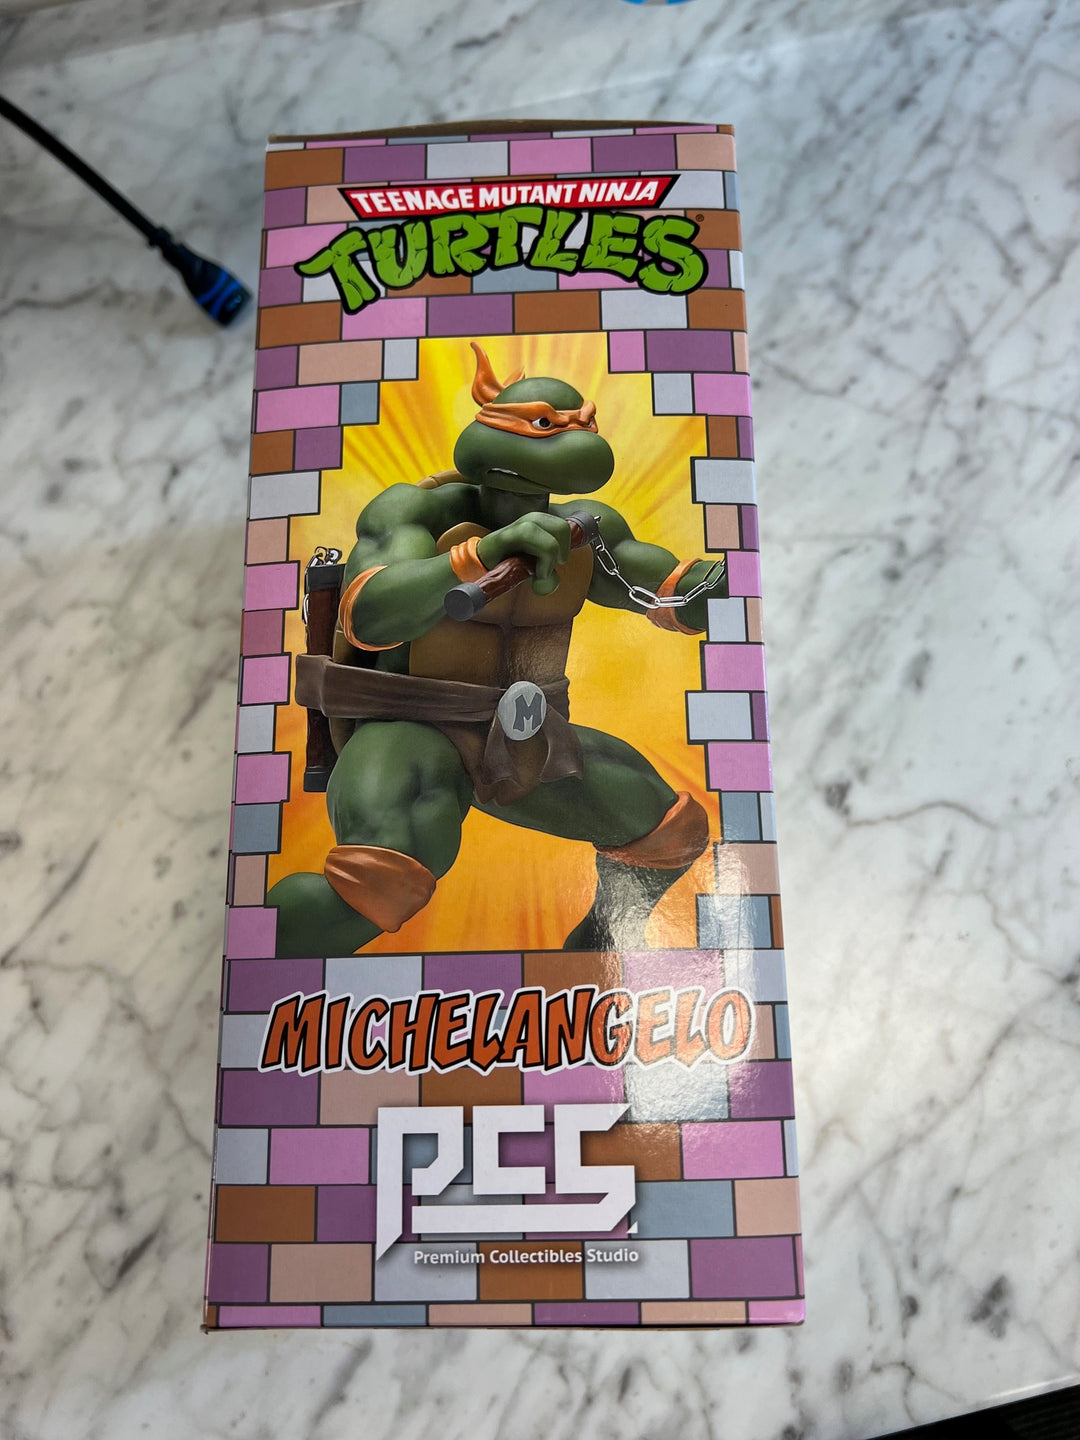 TEENAGE MUTANT NINJA
TURTLES®
M
MICHELANGELO
PCS
Premium Collectibles Studio